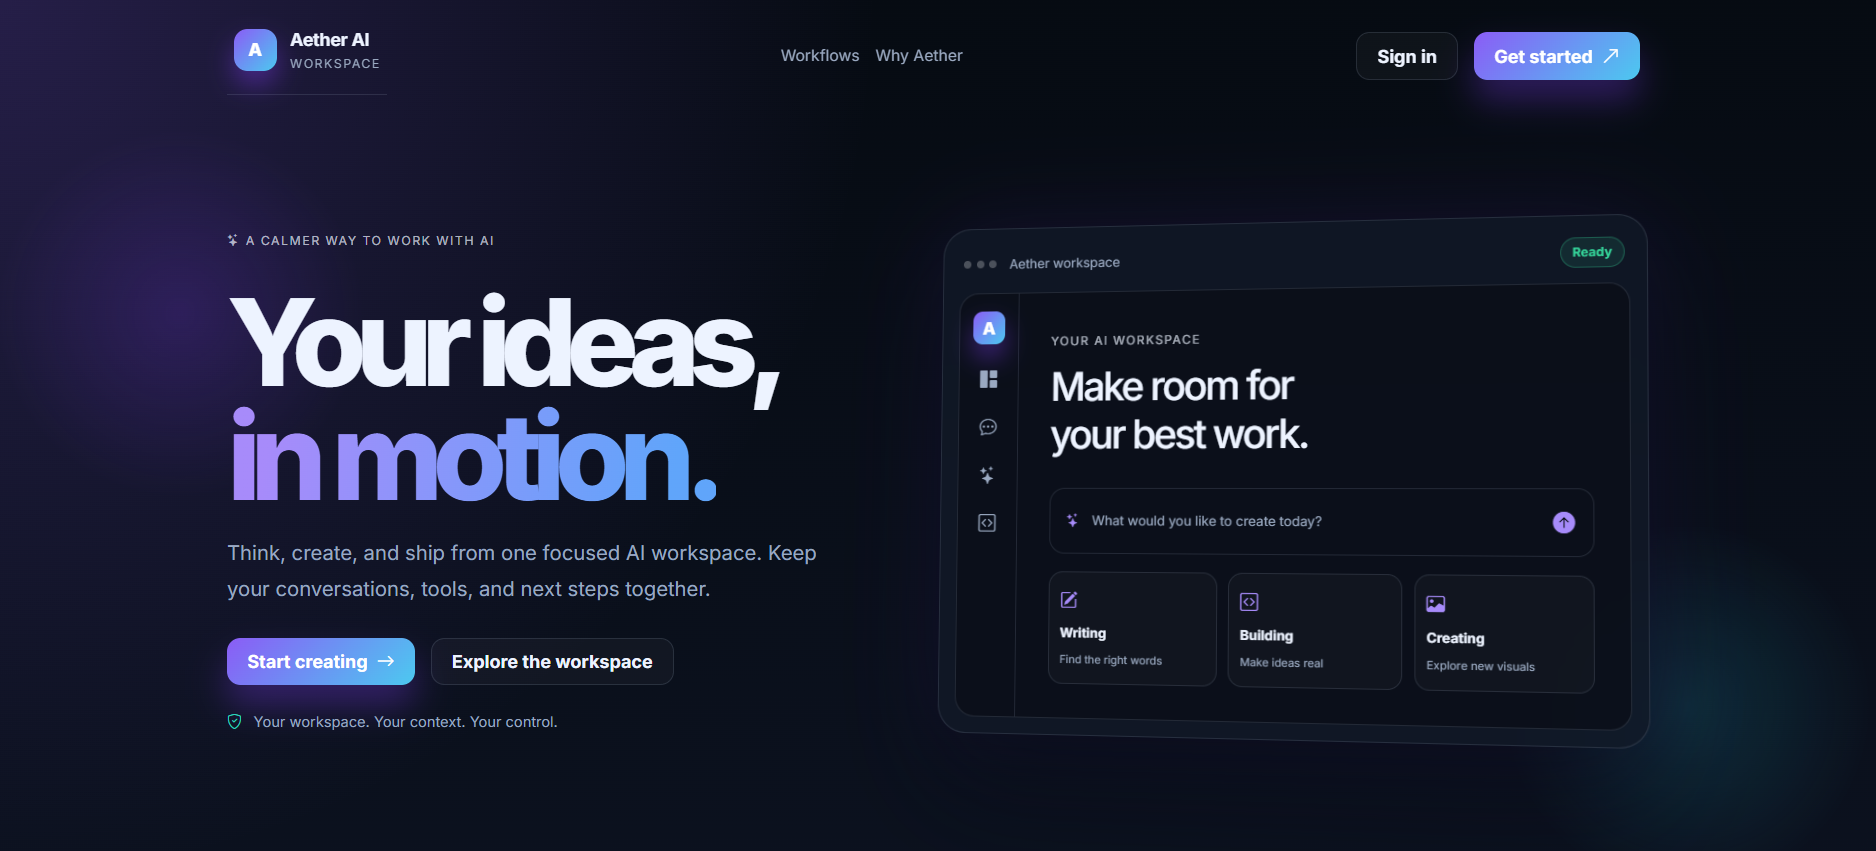 A
Aether AI
WORKSPACE
Workflows
Why Aether
Sign in
Get started
A CALMER WAY TO WORK WITH AI
Your ideas,
in motion.
Think, create, and ship from one focused AI workspace. Keep
your conversations, tools, and next steps together.
Start creating
Explore the workspace
Your workspace. Your context. Your control.
Aether workspace
Ready
A
YOUR AI WORKSPACE
Make room for
your best work.
What would you like to create today?
Writing
Find the right words
Building
Make ideas real
Creating
Explore new visuals